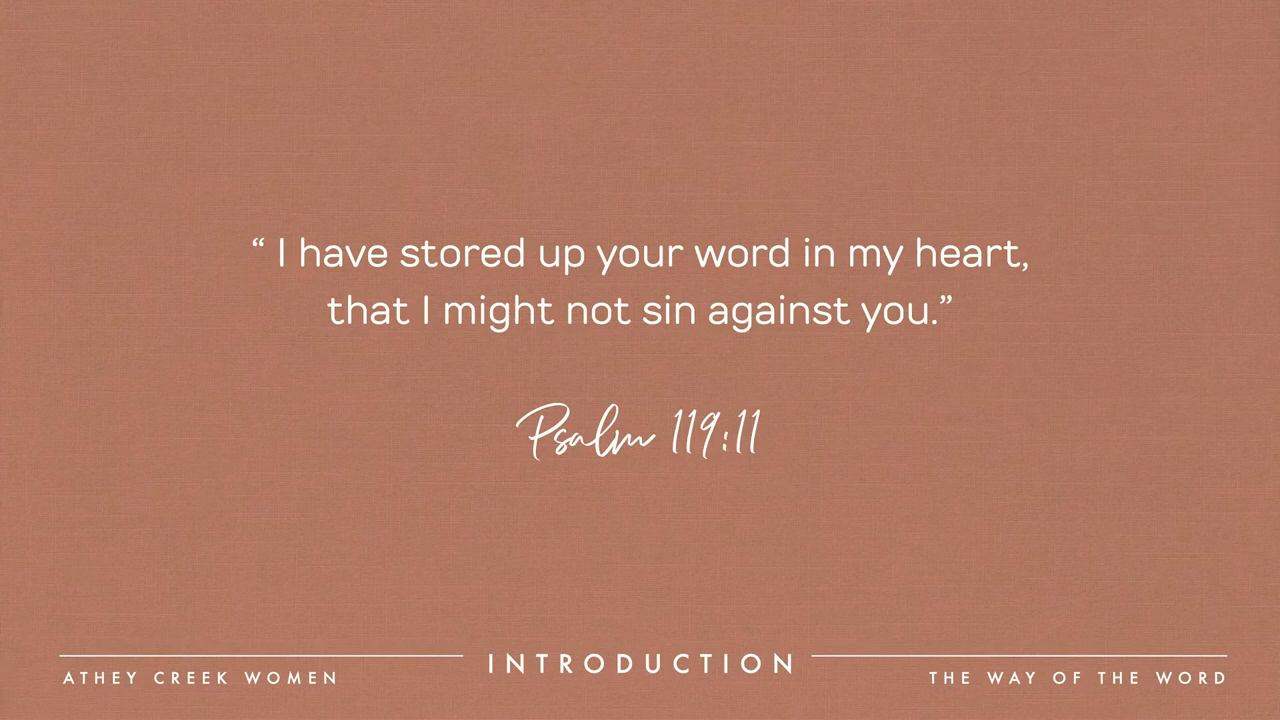 “ I have stored up your word in my heart,
that I might not sin against you.”
Psalm 119:11
INTRODUCTION
ATHEY CREEK WOMEN
THE WAY OF THE WORD